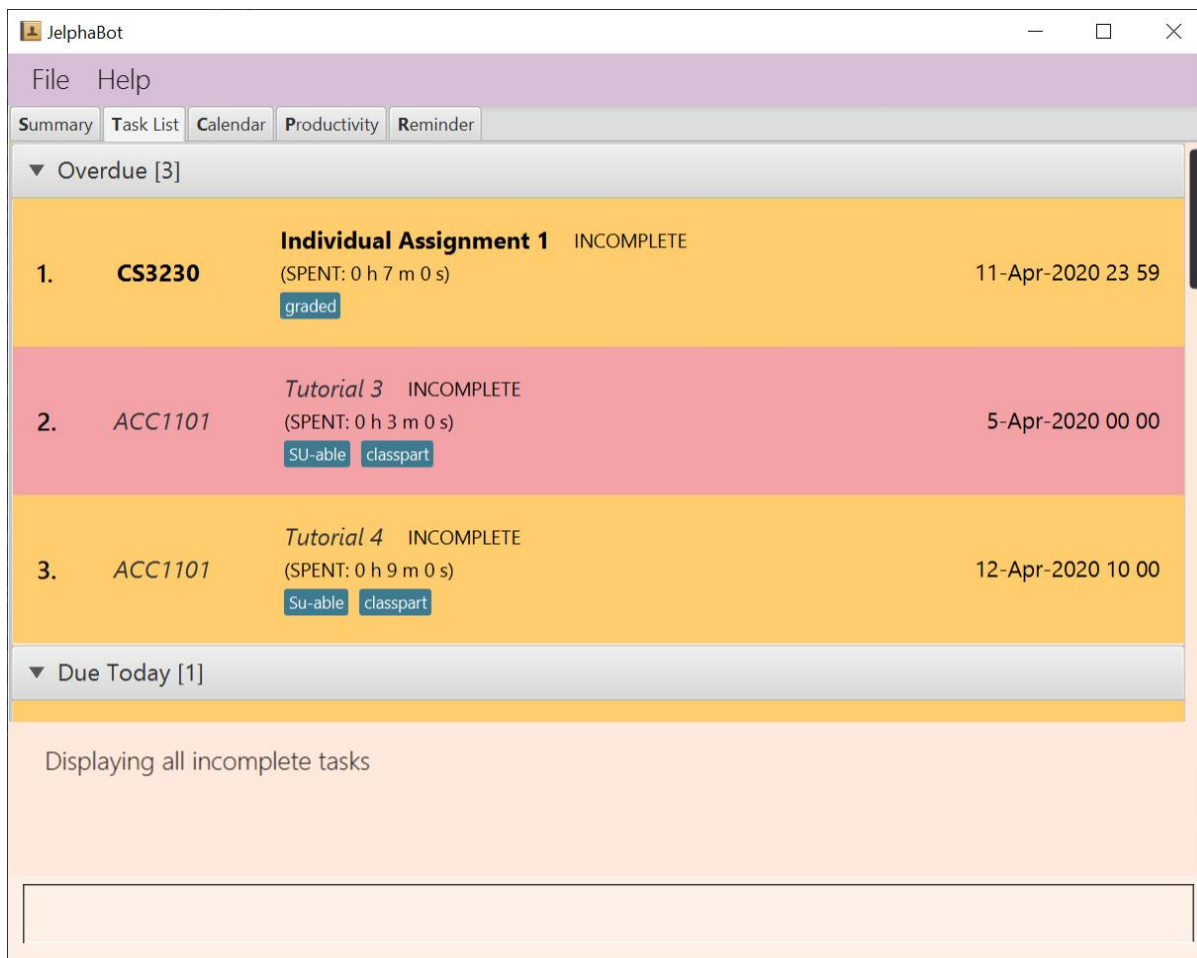 JelphaBot
File Help
Summary Task List Calendar Productivity Reminder
Overdue [3]
Individual Assignment 1 INCOMPLETE
1. CS3230 (SPENT: 0 h 7 m 0 s) 11-Apr-2020 23 59
graded
Tutorial 3 INCOMPLETE
2. ACC1101 (SPENT: 0 h 3 m 0 s) 5-Apr-2020 00 00
SU-able classpart
Tutorial 4 INCOMPLETE
3. ACC1101 (SPENT: 0 h 9 m 0 s) 12-Apr-2020 10 00
Su-able classpart
Due Today [1]
Displaying all incomplete tasks